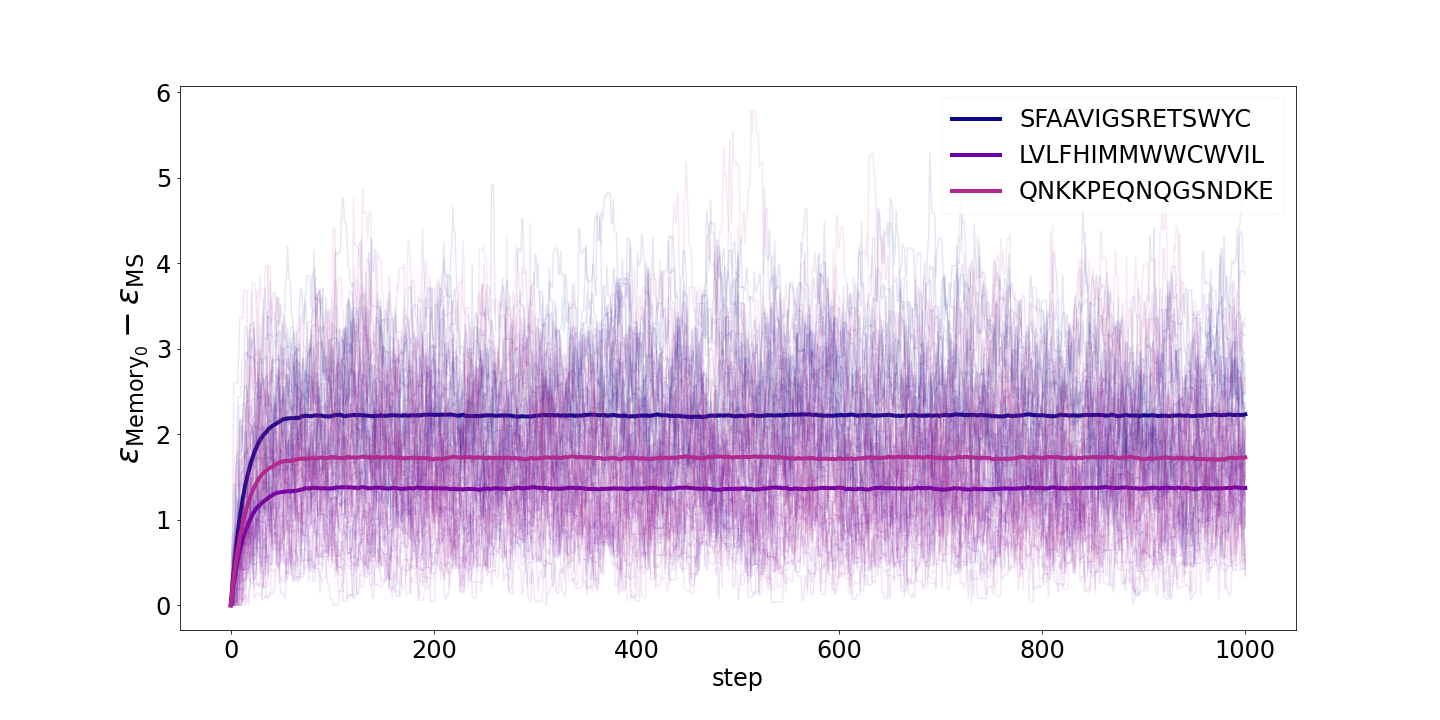 6
5
4
3
2
1
0
εMemory₀ − εMS
SFAAVIGSRETSWYC
LVLFHIMMWWCWVIL
QNKKPEQNQGSNDKE
0 200 400 600 800 1000
step